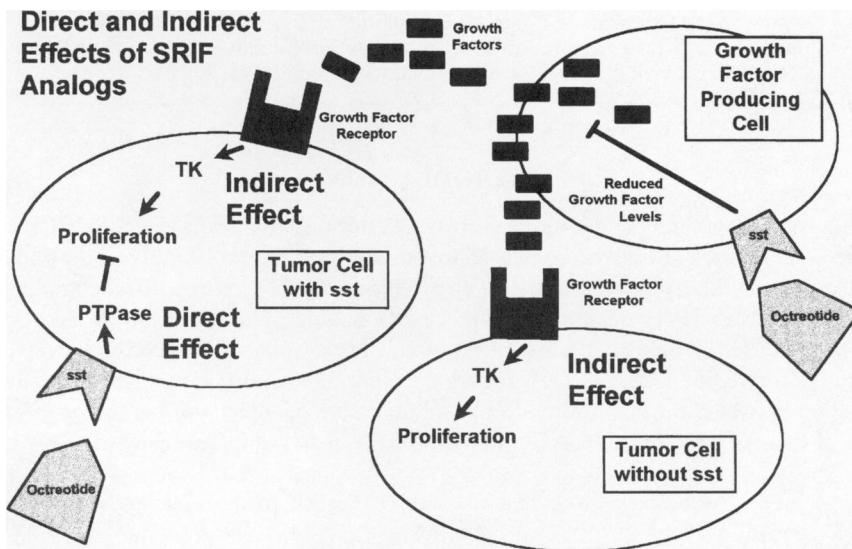 Direct and Indirect
Effects of SRIF
Analogs
Growth
Factors
Growth Factor
Receptor
TK
Indirect
Effect
Proliferation
Tumor Cell
with sst
PTPase
Direct
Effect
sst
Octreotide
Growth
Factor
Producing
Cell
Reduced
Growth Factor
Levels
sst
Octreotide
Growth Factor
Receptor
TK
Indirect
Effect
Proliferation
Tumor Cell
without sst